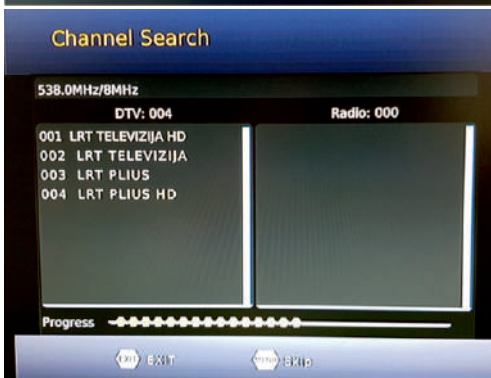 Channel Search
538.0MHz/8MHz
DTV: 004 Radio: 000
001 LRT TELEVIZIJA HD
002 LRT TELEVIZIJA
003 LRT PLIUS
004 LRT PLIUS HD
Progress
EXIT EXIT MENU Skip